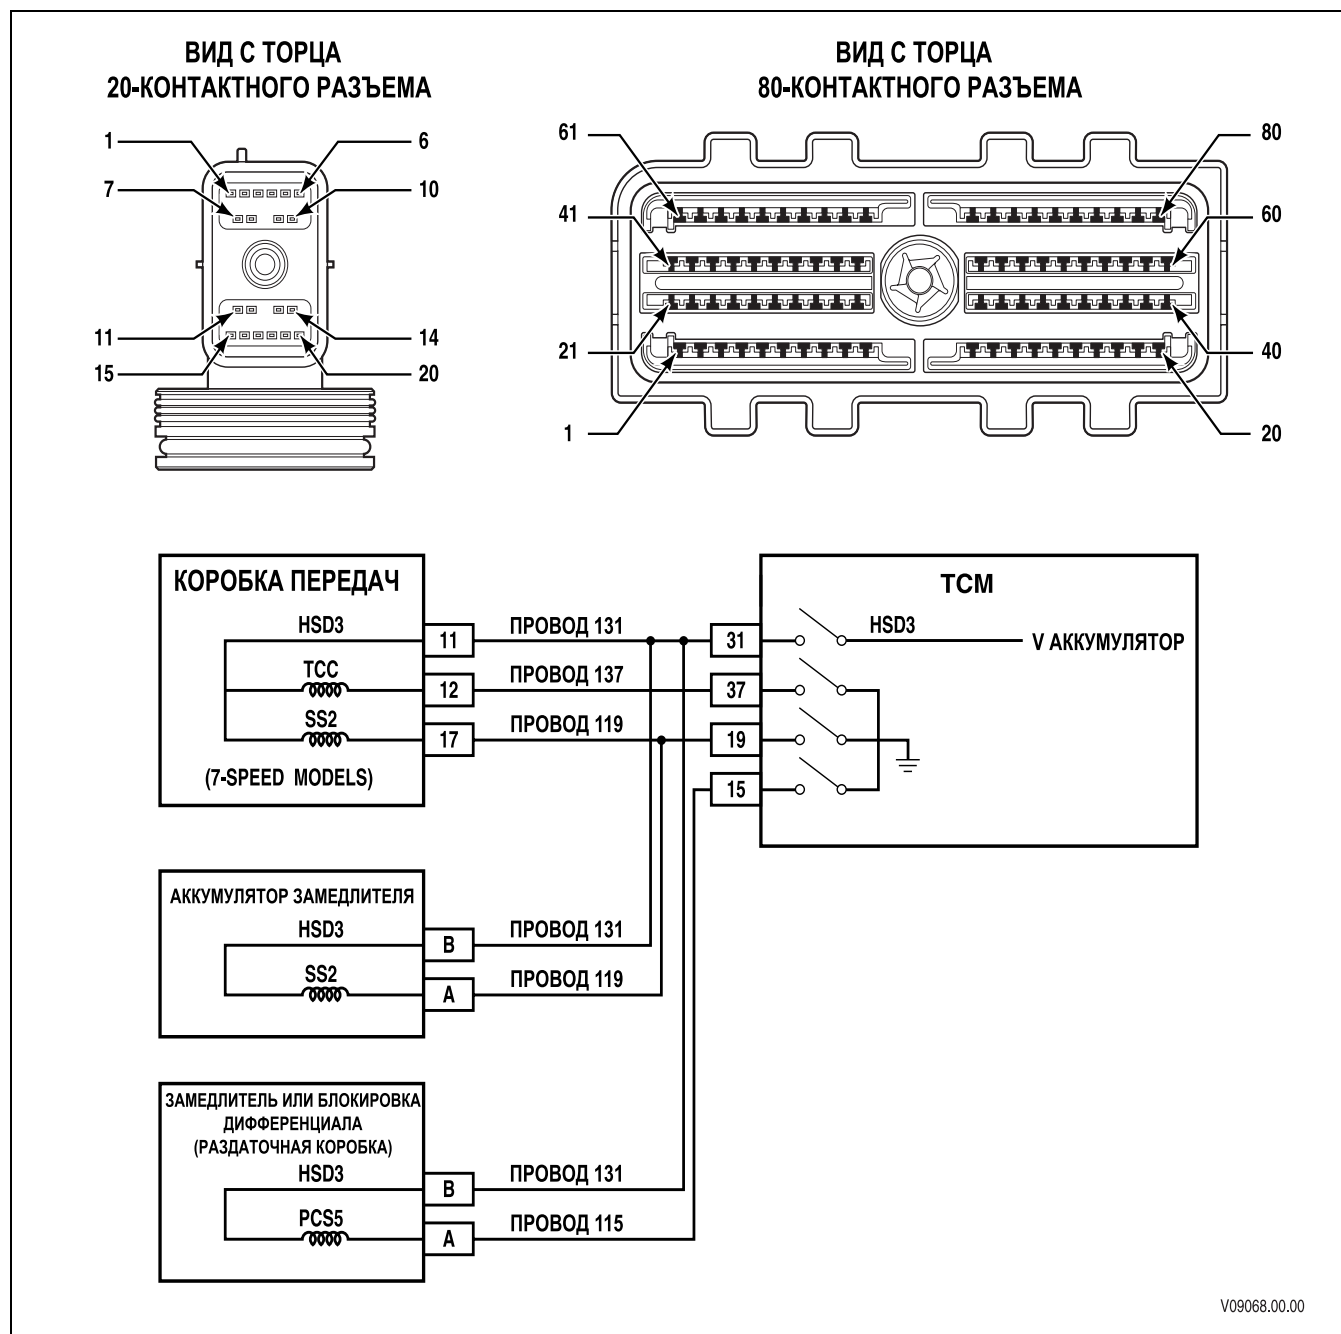 ВИД С ТОРЦА
20-КОНТАКТНОГО РАЗЪЕМА
1
6
7
10
11
14
15
20
ВИД С ТОРЦА
80-КОНТАКТНОГО РАЗЪЕМА
61
80
41
60
21
40
1
20
КОРОБКА ПЕРЕДАЧ
HSD3
11
ПРОВОД 131
TCC
12
ПРОВОД 137
SS2
17
ПРОВОД 119
(7-SPEED MODELS)
TCM
31
HSD3
V АККУМУЛЯТОР
37
19
15
АККУМУЛЯТОР ЗАМЕДЛИТЕЛЯ
HSD3
B
ПРОВОД 131
SS2
A
ПРОВОД 119
ЗАМЕДЛИТЕЛЬ ИЛИ БЛОКИРОВКА
ДИФФЕРЕНЦИАЛА
(РАЗДАТОЧНАЯ КОРОБКА)
HSD3
B
ПРОВОД 131
PCS5
A
ПРОВОД 115
V09068.00.00